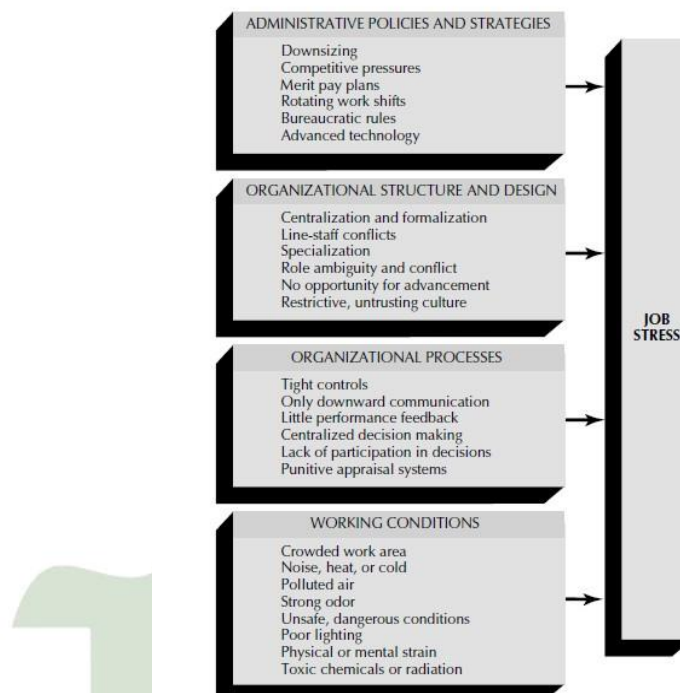 ADMINISTRATIVE POLICIES AND STRATEGIES
Downsizing
Competitive pressures
Merit pay plans
Rotating work shifts
Bureaucratic rules
Advanced technology
ORGANIZATIONAL STRUCTURE AND DESIGN
Centralization and formalization
Line-staff conflicts
Specialization
Role ambiguity and conflict
No opportunity for advancement
Restrictive, untrusting culture
ORGANIZATIONAL PROCESSES
Tight controls
Only downward communication
Little performance feedback
Centralized decision making
Lack of participation in decisions
Punitive appraisal systems
WORKING CONDITIONS
Crowded work area
Noise, heat, or cold
Polluted air
Strong odor
Unsafe, dangerous conditions
Poor lighting
Physical or mental strain
Toxic chemicals or radiation
JOB
STRESS